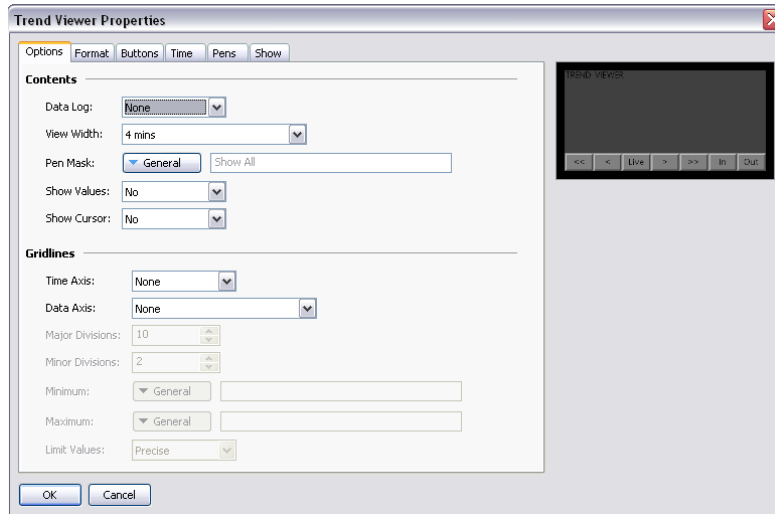 Trend Viewer Properties
Options Format Buttons Time Pens Show
Contents
Data Log: None
View Width: 4 mins
Pen Mask: General Show All
Show Values: No
Show Cursor: No
Gridlines
Time Axis: None
Data Axis: None
Major Divisions: 10
Minor Divisions: 2
Minimum: General
Maximum: General
Limit Values: Precise
OK Cancel
TREND VIEWER
<< < Live > >> In Out